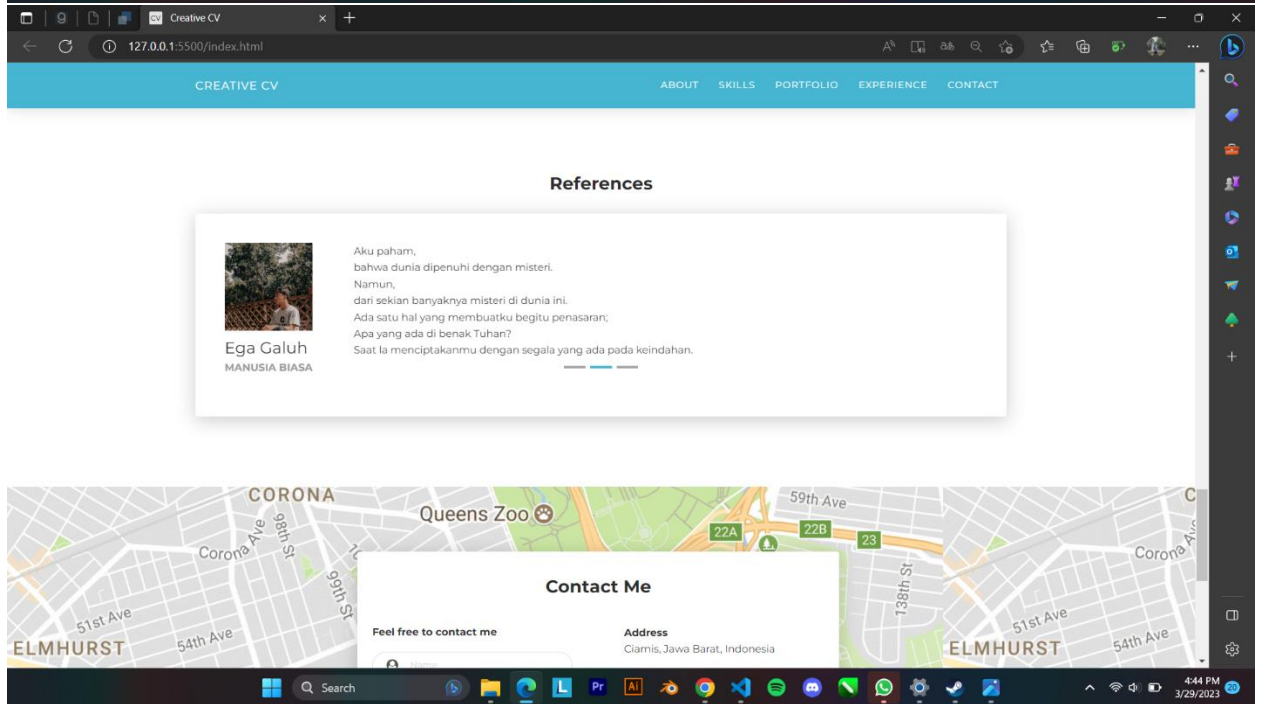 Creative CV
127.0.0.1:5500/index.html
CREATIVE CV
ABOUT SKILLS PORTFOLIO EXPERIENCE CONTACT
References
Aku paham,
bahwa dunia dipenuhi dengan misteri.
Namun,
dari sekian banyaknya misteri di dunia ini.
Ada satu hal yang membuatku begitu penasaran;
Apa yang ada di benak Tuhan?
Saat Ia menciptakanmu dengan segala yang ada pada keindahan.
Ega Galuh
MANUSIA BIASA
CORONA
Queens Zoo
59th Ave
98th St
Corona Ave
99th St
22A
22B
23
138th St
Corona Ave
51st Ave
54th Ave
ELMHURST
51st Ave
54th Ave
ELMHURST
Contact Me
Feel free to contact me
Name
Address
Ciamis, Jawa Barat, Indonesia
Search
4:44 PM
3/29/2023
20